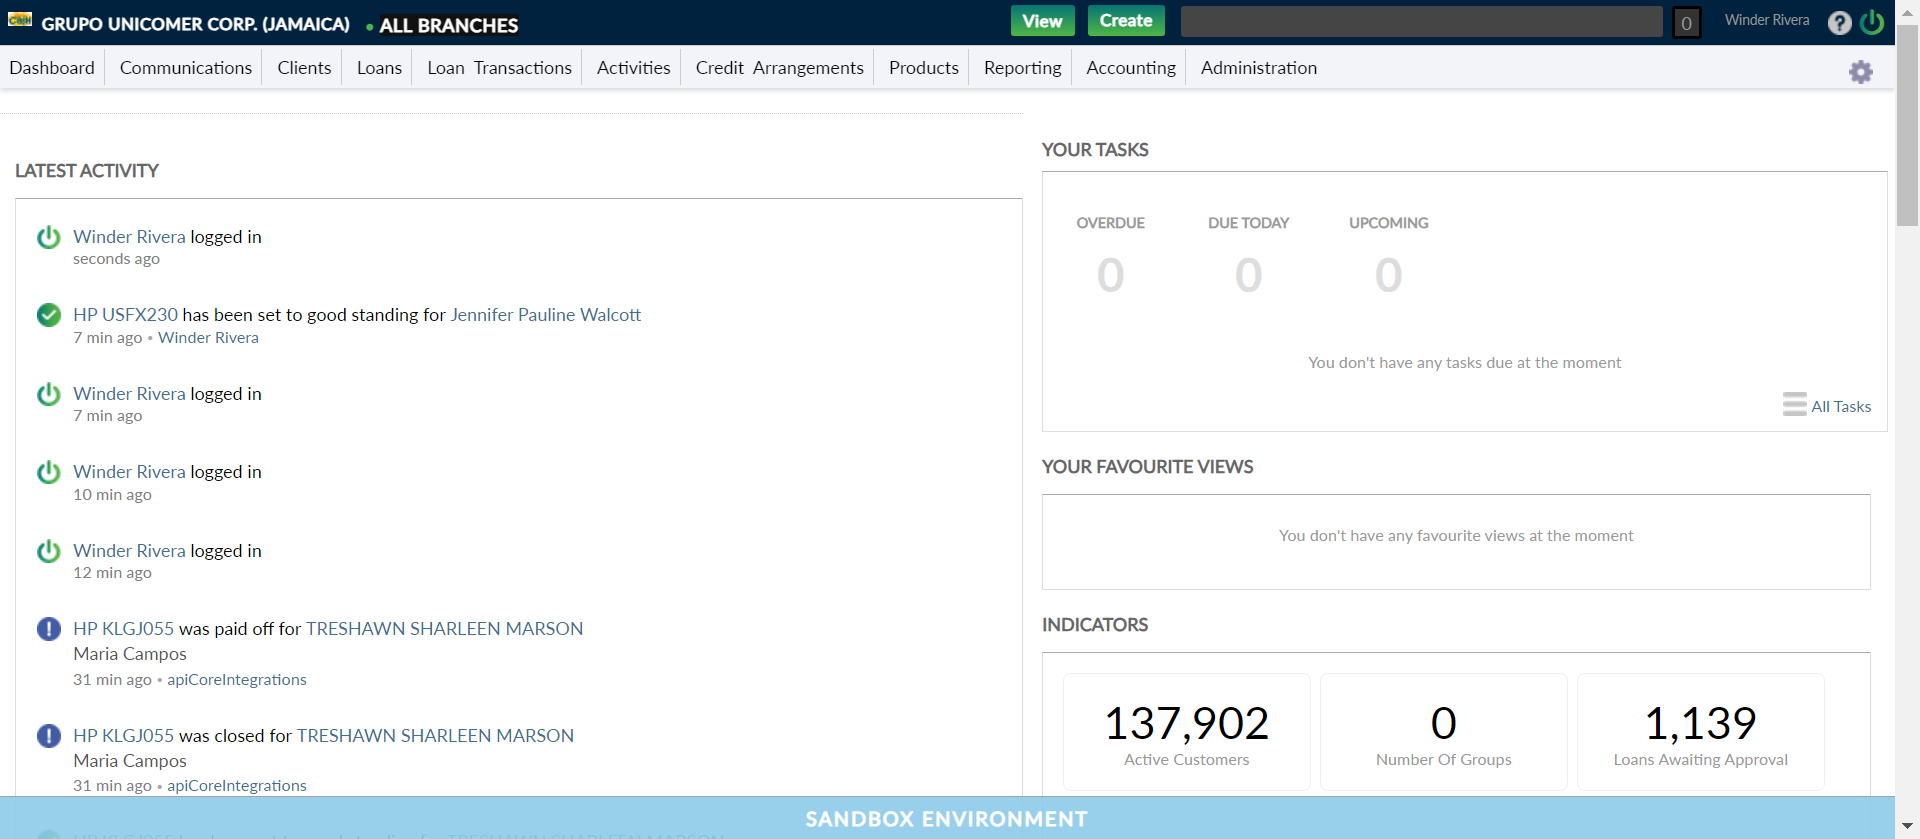 GRUPO UNICOMER CORP. (JAMAICA) • ALL BRANCHES
View
Create
0
Winder Rivera
?
Dashboard
Communications
Clients
Loans
Loan Transactions
Activities
Credit Arrangements
Products
Reporting
Accounting
Administration
LATEST ACTIVITY
Winder Rivera logged in
seconds ago
HP USFX230 has been set to good standing for Jennifer Pauline Walcott
7 min ago • Winder Rivera
Winder Rivera logged in
7 min ago
Winder Rivera logged in
10 min ago
Winder Rivera logged in
12 min ago
HP KLGJ055 was paid off for TRESHAWN SHARLEEN MARSON
Maria Campos
31 min ago • apiCoreIntegrations
HP KLGJ055 was closed for TRESHAWN SHARLEEN MARSON
Maria Campos
31 min ago • apiCoreIntegrations
YOUR TASKS
OVERDUE
0
DUE TODAY
0
UPCOMING
0
You don't have any tasks due at the moment
All Tasks
YOUR FAVOURITE VIEWS
You don't have any favourite views at the moment
INDICATORS
137,902
Active Customers
0
Number Of Groups
1,139
Loans Awaiting Approval
SANDBOX ENVIRONMENT